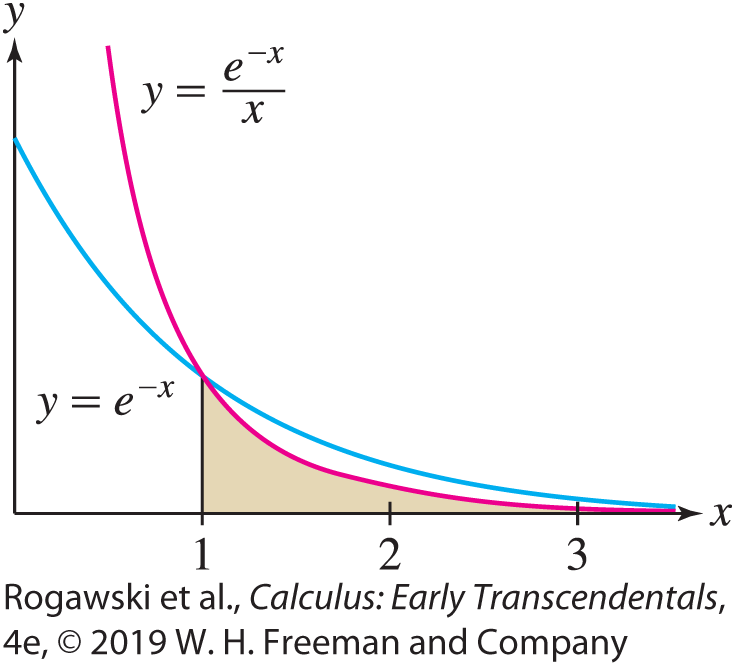 y
y = e^{-x}/x
y = e^{-x}
x
1 2 3
Rogawski et al., Calculus: Early Transcendentals,
4e, © 2019 W. H. Freeman and Company